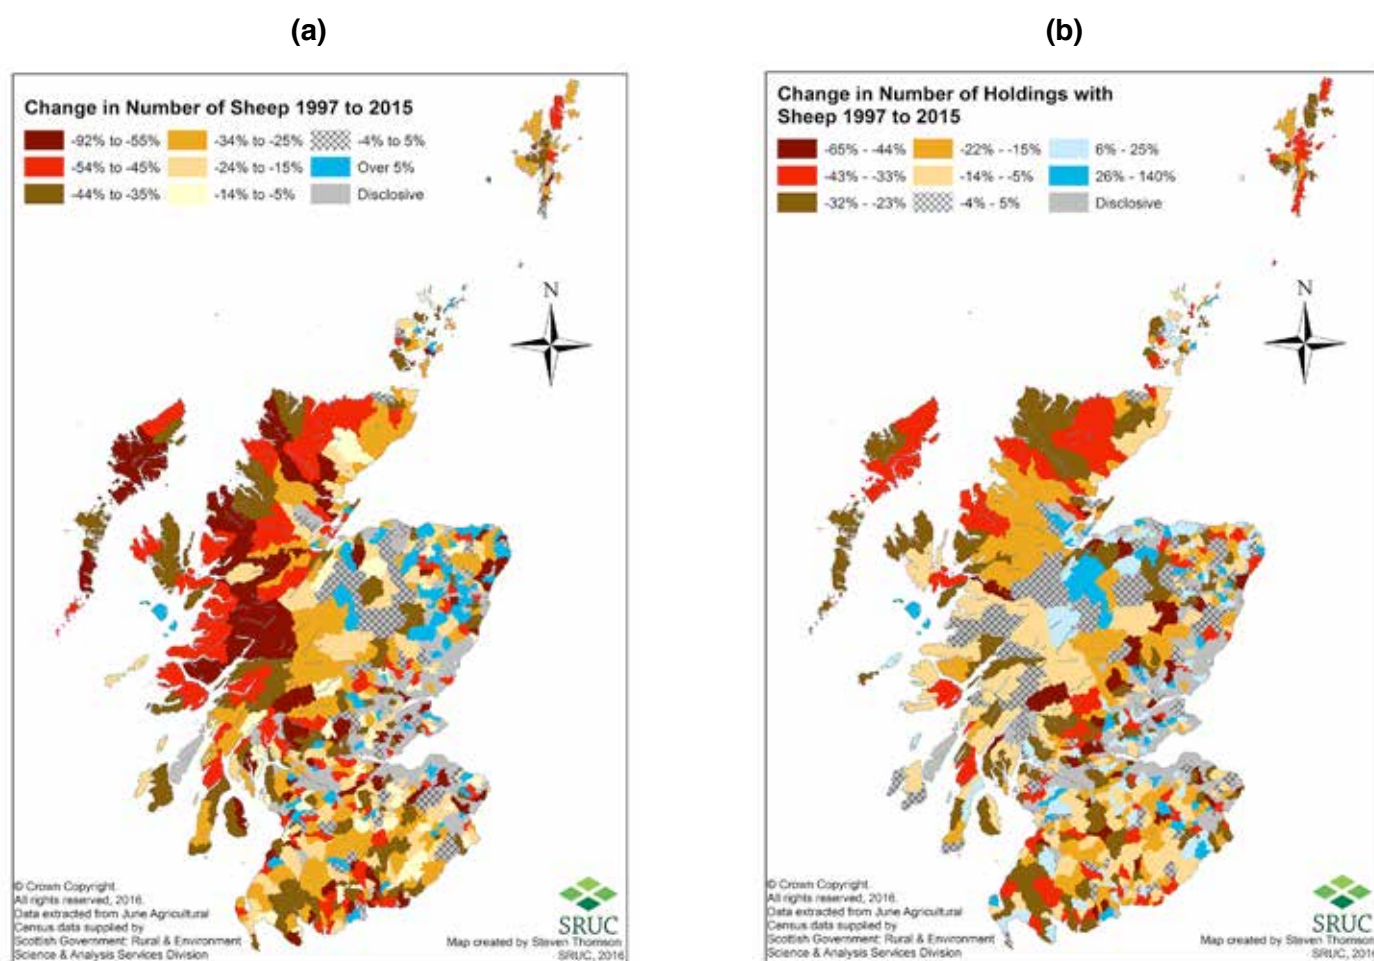 (a)
(b)
Change in Number of Sheep 1997 to 2015
-92% to -55%
-34% to -25%
-4% to 5%
-54% to -45%
-24% to -15%
Over 5%
-44% to -35%
-14% to -5%
Disclosive
N
© Crown Copyright.
All rights reserved, 2016.
Data extracted from June Agricultural
Census data supplied by
Scottish Government: Rural & Environment
Science & Analysis Services Division
SRUC
Map created by Steven Thomson
SRUC, 2016
Change in Number of Holdings with
Sheep 1997 to 2015
-65% - -44%
-22% - -15%
6% - 25%
-43% - -33%
-14% - -5%
26% - 140%
-32% - -23%
-4% - 5%
Disclosive
N
© Crown Copyright.
All rights reserved, 2016.
Data extracted from June Agricultural
Census data supplied by
Scottish Government: Rural & Environment
Science & Analysis Services Division
SRUC
Map created by Steven Thomson
SRUC, 2016